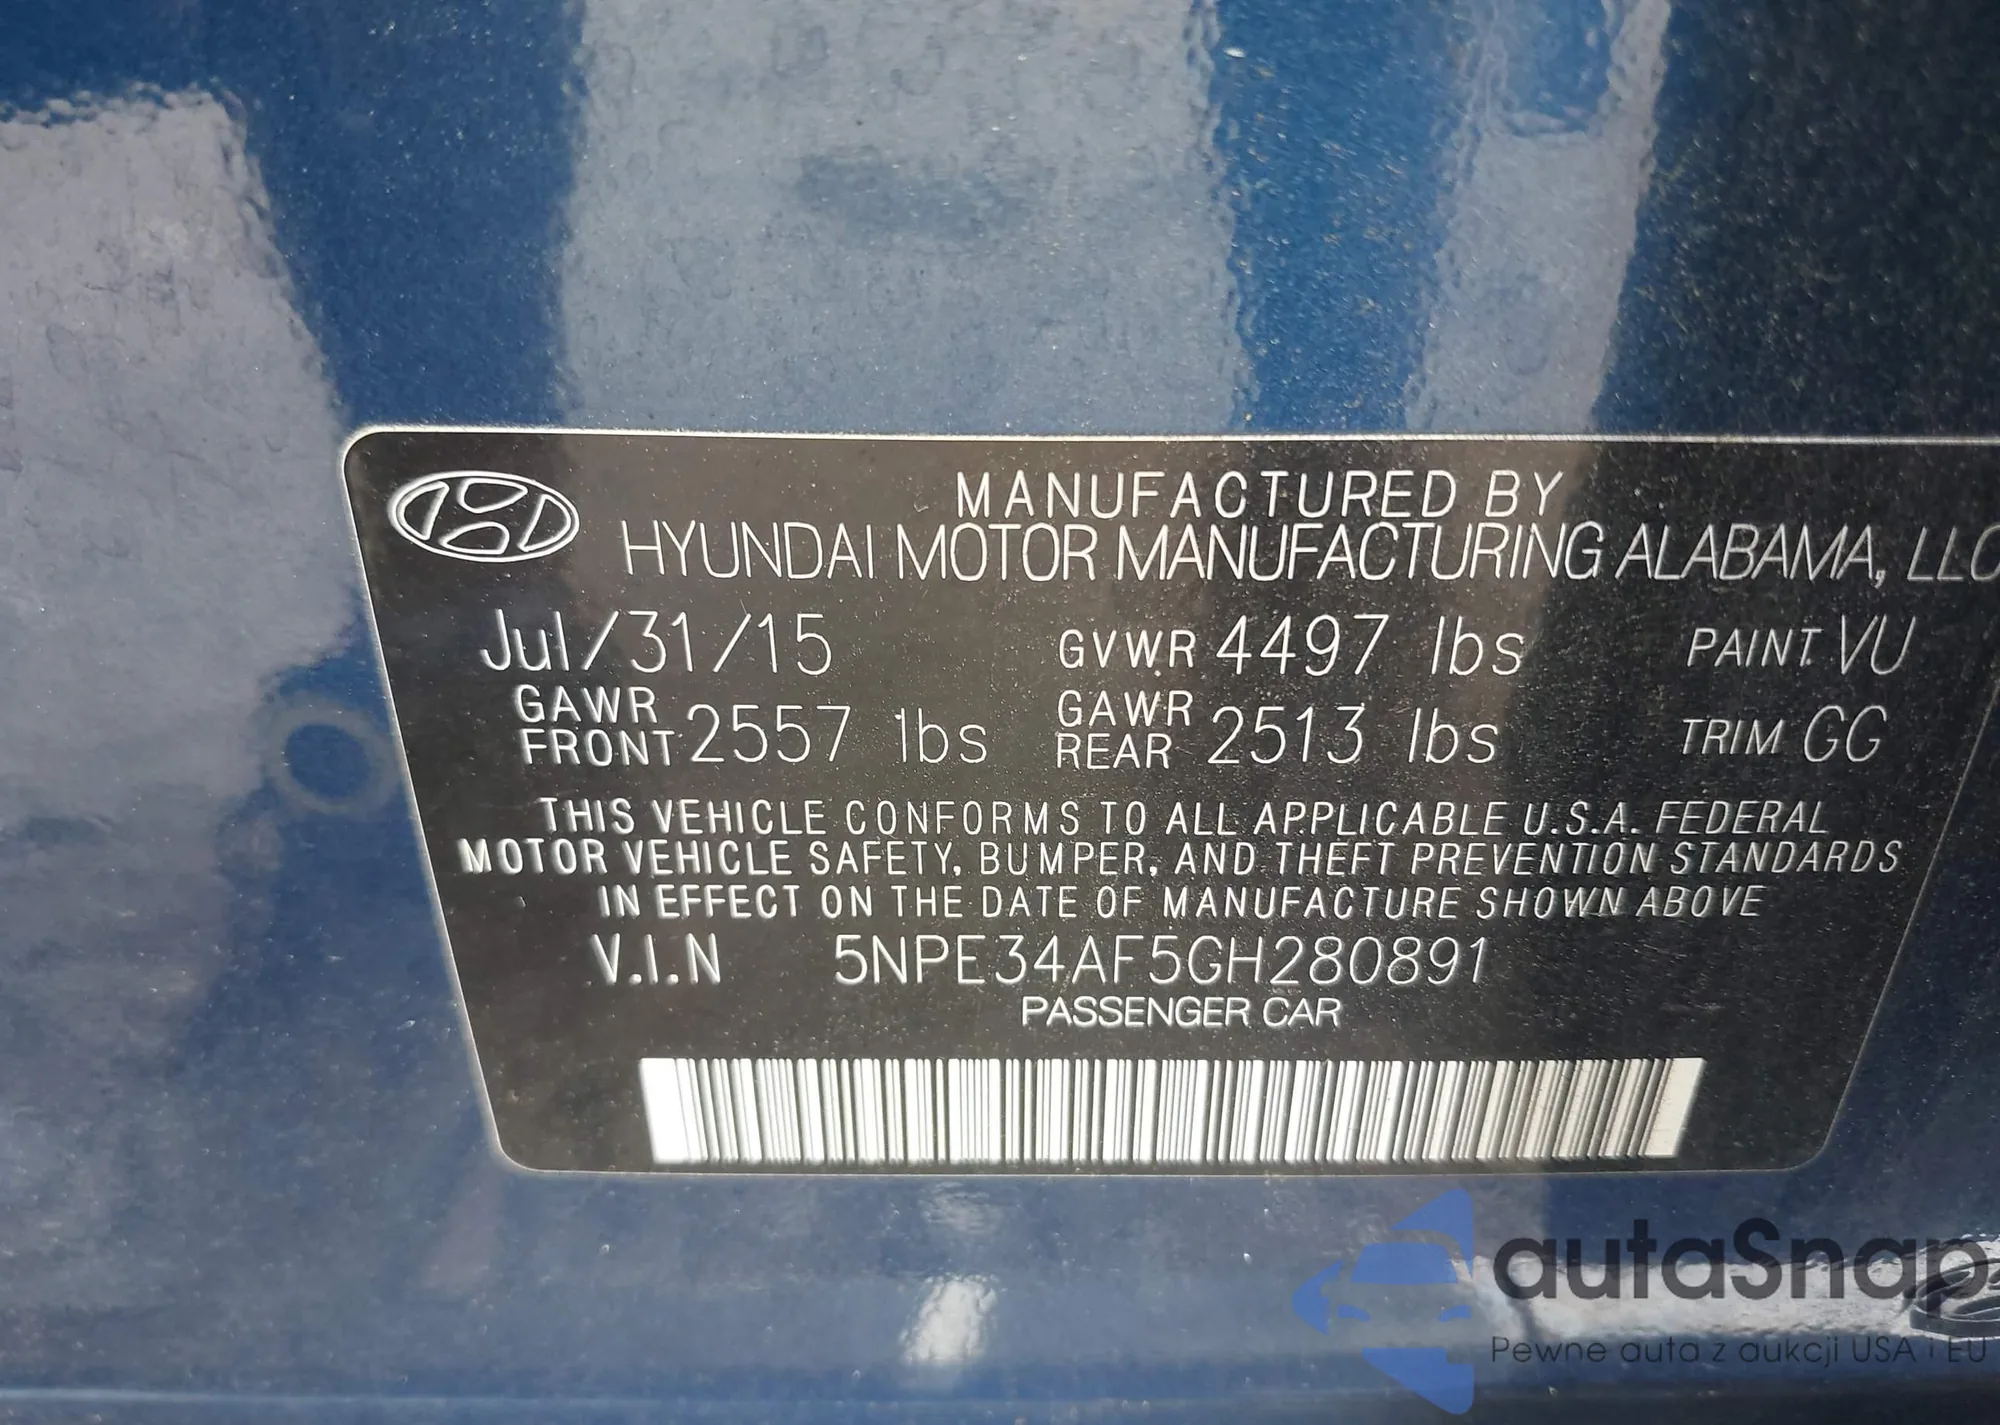 MANUFACTURED BY
HYUNDAI MOTOR MANUFACTURING ALABAMA, LLC
Jul/31/15 GVWR 4497 lbs PAINT VU
GAWR FRONT 2557 lbs GAWR REAR 2513 lbs TRIM GG
THIS VEHICLE CONFORMS TO ALL APPLICABLE U.S.A. FEDERAL
MOTOR VEHICLE SAFETY, BUMPER, AND THEFT PREVENTION STANDARDS
IN EFFECT ON THE DATE OF MANUFACTURE SHOWN ABOVE
V.I.N 5NPE34AF5GH280891
PASSENGER CAR
autaSnap
Pewne auta z aukcji USA i EU